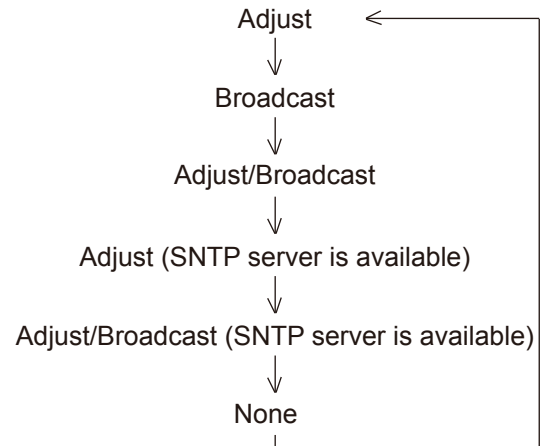 Adjust
Broadcast
Adjust/Broadcast
Adjust (SNTP server is available)
Adjust/Broadcast (SNTP server is available)
None